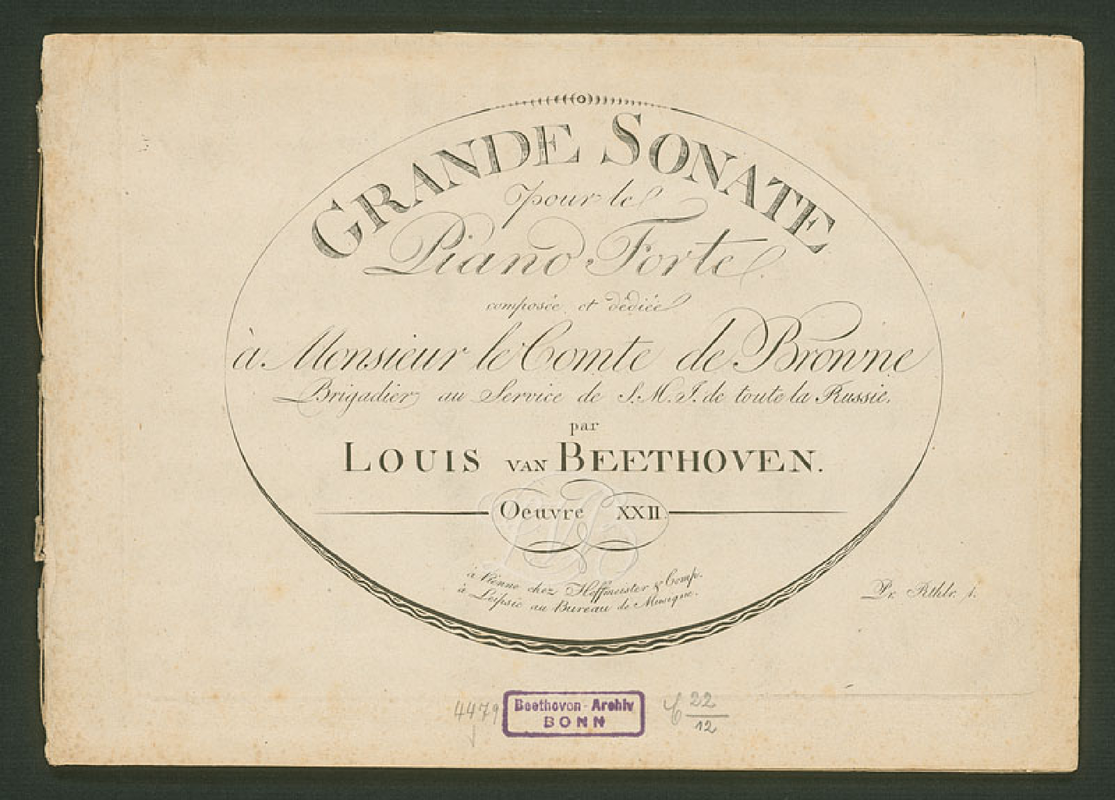 GRANDE SONATE
pour le
Piano Forte
composée et dédiée
à Monsieur le Comte de Browne
Brigadier au Service de S.M.I. de toute la Russie.
par
LOUIS VAN BEETHOVEN.
Oeuvre XXII
à Vienne chez Hoffmeister & Comp.
à Leipsic au Bureau de Musique.
Pr. Rthlr. 1.
4479
Beethoven-Archiv
BONN
C 22
12